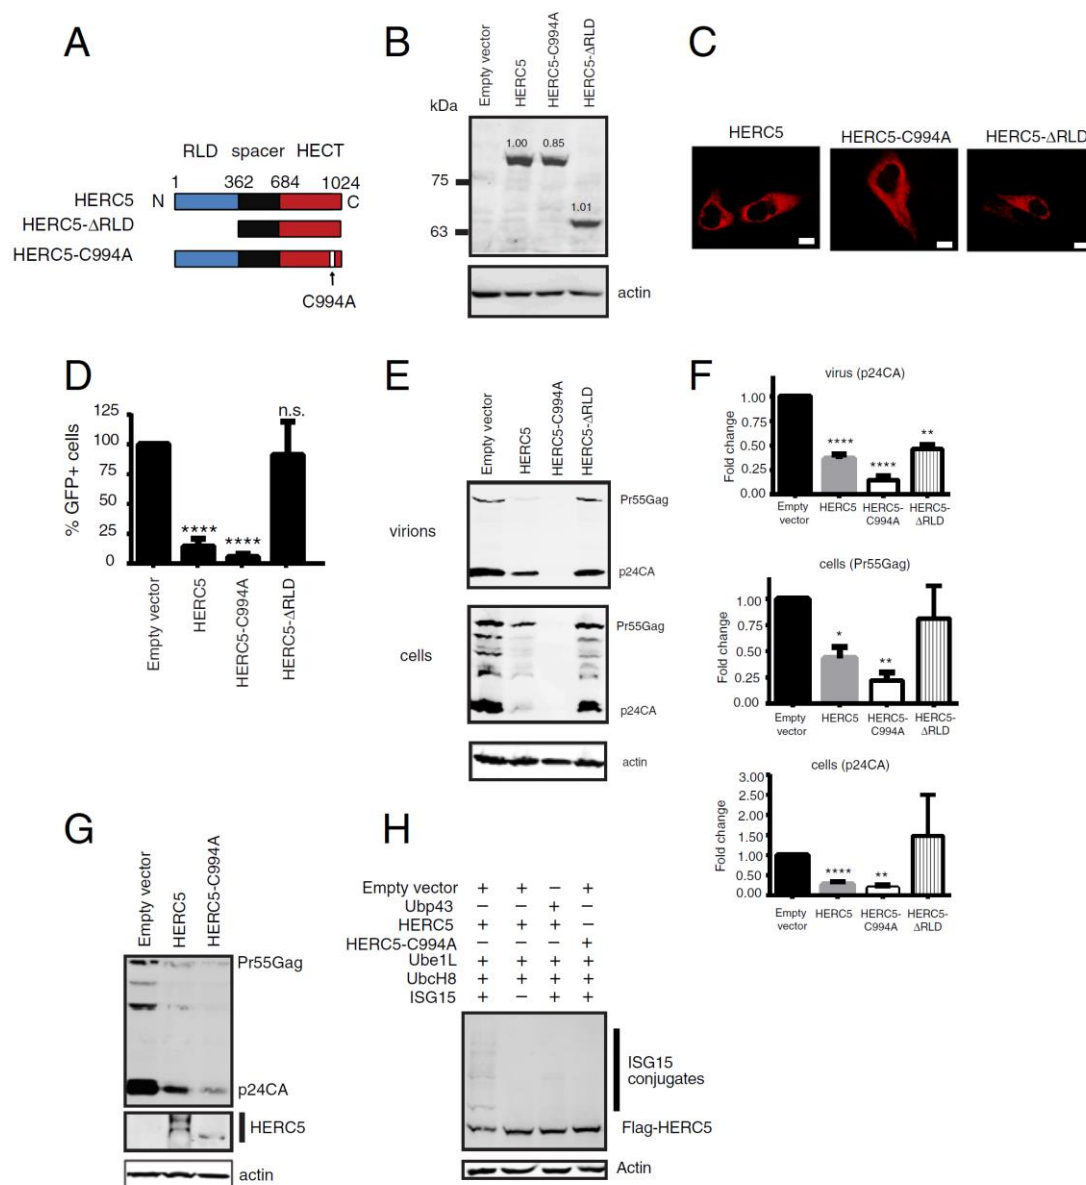 A
RLD spacer HECT
1 362 684 1024
HERC5 N C
HERC5-ΔRLD
HERC5-C994A
C994A
B
Empty vector
HERC5
HERC5-C994A
HERC5-ΔRLD
kDa
1.00 0.85
75
1.01
63
actin
C
HERC5
HERC5-C994A
HERC5-ΔRLD
D
% GFP+ cells
125
100
75
50
25
0
n.s.
**** ****
Empty vector
HERC5
HERC5-C994A
HERC5-ΔRLD
E
Empty vector
HERC5
HERC5-C994A
HERC5-ΔRLD
virions
Pr55Gag
p24CA
cells
Pr55Gag
p24CA
actin
F
virus (p24CA)
Fold change
1.00
0.75
0.50
0.25
0.00
**** **** **
Empty vector
HERC5
HERC5-C994A
HERC5-ΔRLD
cells (Pr55Gag)
Fold change
1.00
0.75
0.50
0.25
0.00
* **
Empty vector
HERC5
HERC5-C994A
HERC5-ΔRLD
cells (p24CA)
Fold change
3.00
2.50
2.00
1.50
1.00
0.50
0.00
**** **
Empty vector
HERC5
HERC5-C994A
HERC5-ΔRLD
G
Empty vector
HERC5
HERC5-C994A
Pr55Gag
p24CA
HERC5
actin
H
Empty vector + + – +
Ubp43 – – + –
HERC5 + + + –
HERC5-C994A – – – +
Ube1L + + + +
UbcH8 + + + +
ISG15 + – + +
ISG15
conjugates
Flag-HERC5
Actin